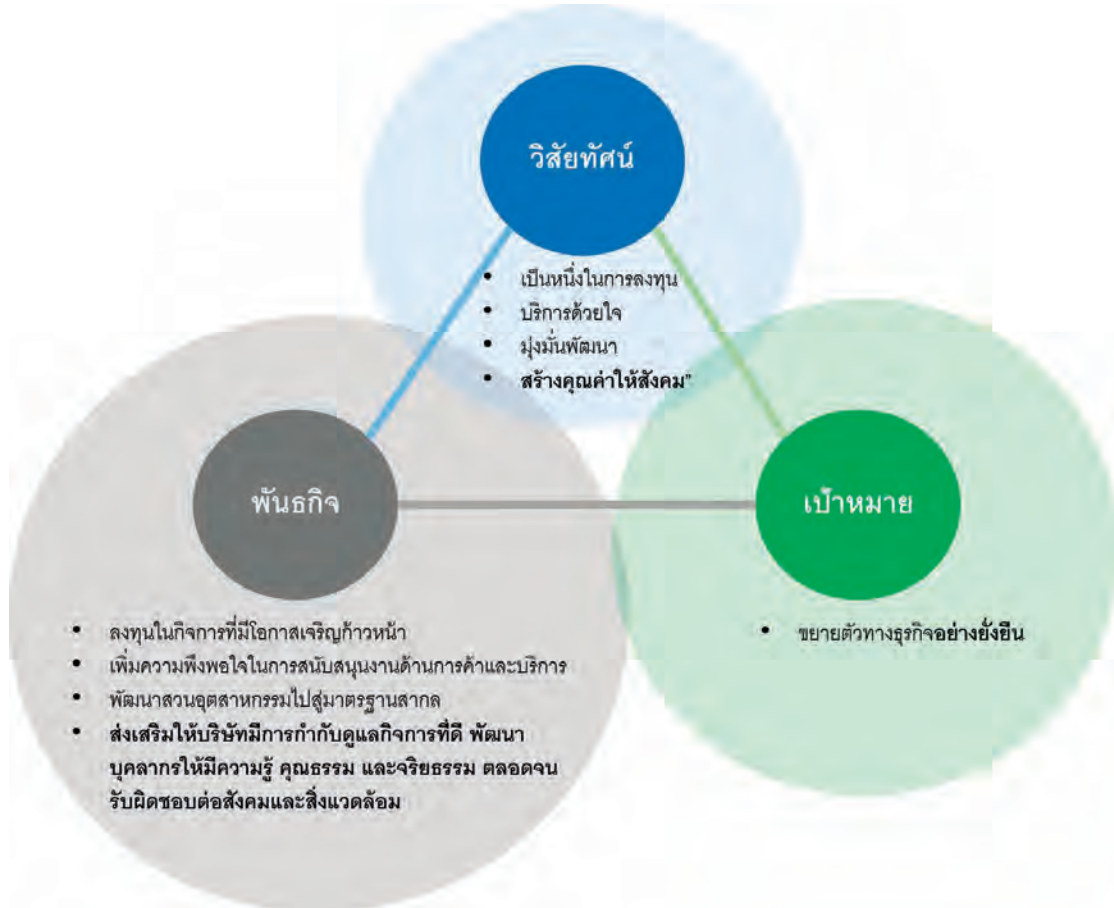 วิสัยทัศน์
• เป็นหนึ่งในการลงทุน
• บริการด้วยใจ
• มุ่งมั่นพัฒนา
• สร้างคุณค่าให้สังคม"
พันธกิจ
• ลงทุนในกิจการที่มีโอกาสเจริญก้าวหน้า
• เพิ่มความพึงพอใจในการสนับสนุนงานด้านการค้าและบริการ
• พัฒนาสวนอุตสาหกรรมไปสู่มาตรฐานสากล
• ส่งเสริมให้บริษัทมีการกำกับดูแลกิจการที่ดี พัฒนา
บุคลากรให้มีความรู้ คุณธรรม และจริยธรรม ตลอดจน
รับผิดชอบต่อสังคมและสิ่งแวดล้อม
เป้าหมาย
• ขยายตัวทางธุรกิจอย่างยั่งยืน